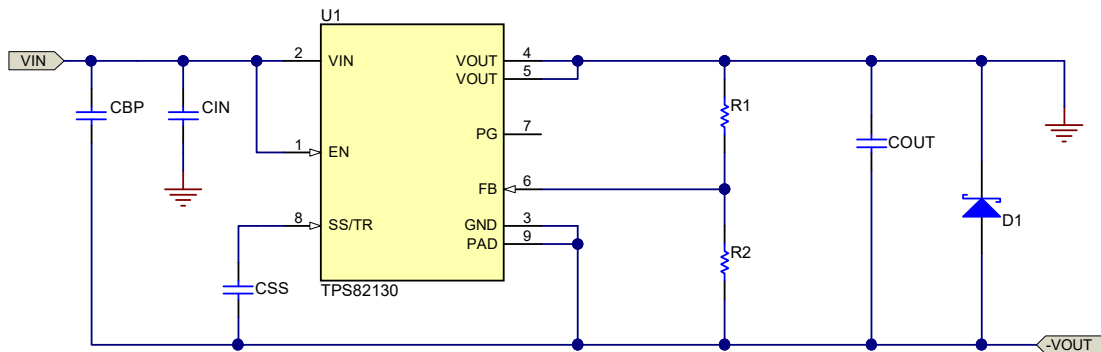 U1
VIN
2
VIN
VOUT
4
VOUT
5
CBP
CIN
R1
PG
7
COUT
1
EN
FB
6
8
SS/TR
GND
3
PAD
9
D1
R2
CSS
TPS82130
-VOUT